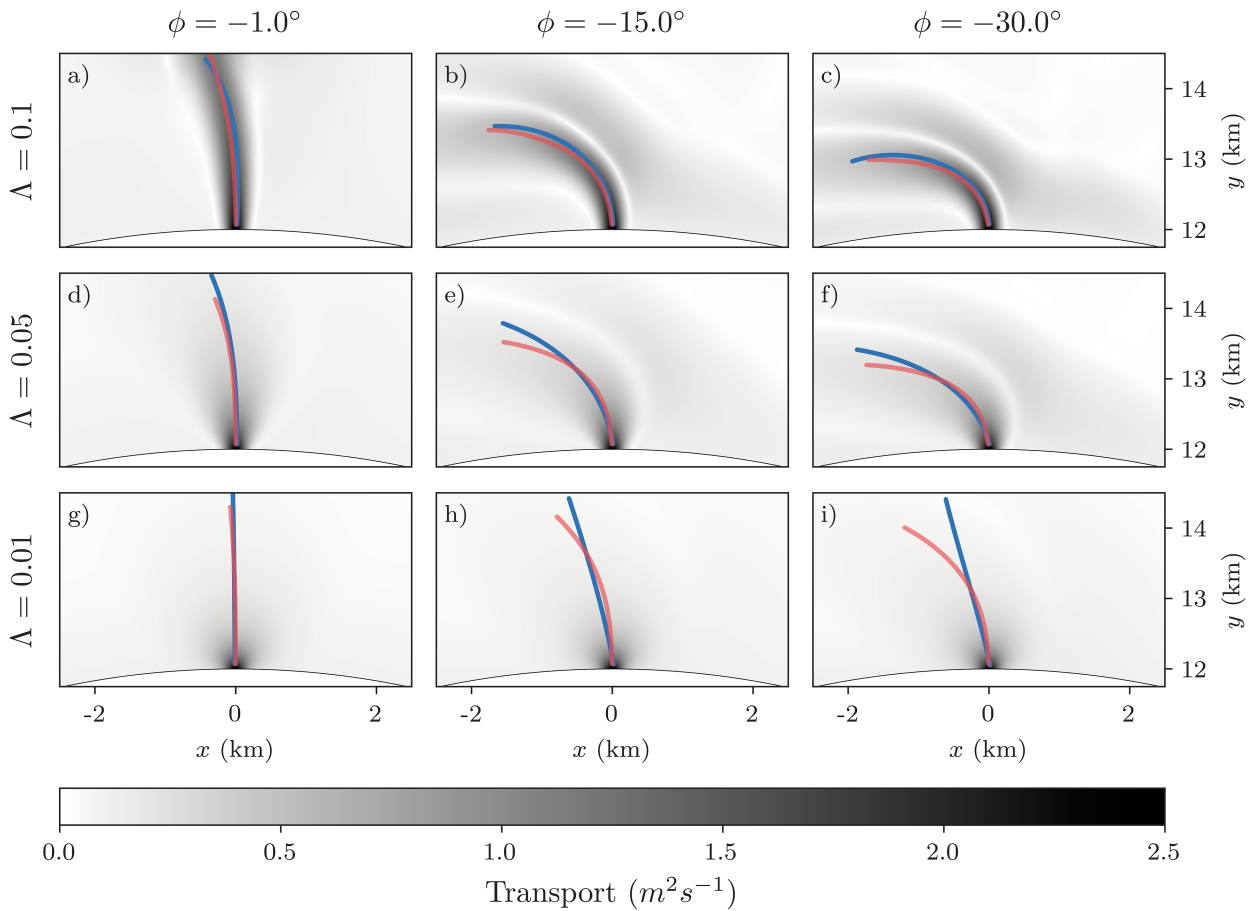 ϕ = −1.0° ϕ = −15.0° ϕ = −30.0°
Λ = 0.1
a) b) c)
14
13
12
y (km)
Λ = 0.05
d) e) f)
14
13
12
y (km)
Λ = 0.01
g) h) i)
14
13
12
y (km)
-2 0 2 -2 0 2 -2 0 2
x (km) x (km) x (km)
0.0 0.5 1.0 1.5 2.0 2.5
Transport (m²s⁻¹)